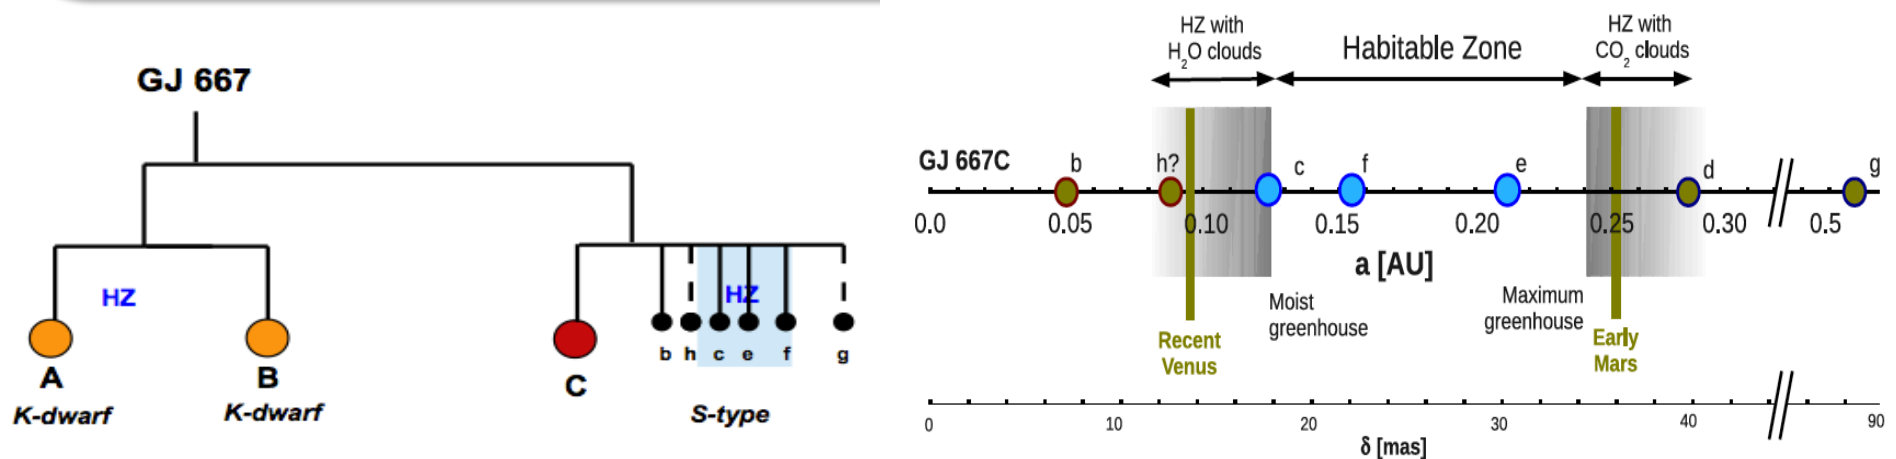 GJ 667
HZ
HZ
A
K-dwarf
B
K-dwarf
C
b h c e f g
S-type
HZ with
H₂O clouds
Habitable Zone
HZ with
CO₂ clouds
GJ 667C
b
h?
c
f
e
d
g
0.0
0.05
0.10
0.15
0.20
0.25
0.30
0.5
a [AU]
Moist
greenhouse
Maximum
greenhouse
Recent
Venus
Early
Mars
0
10
20
30
40
90
δ [mas]